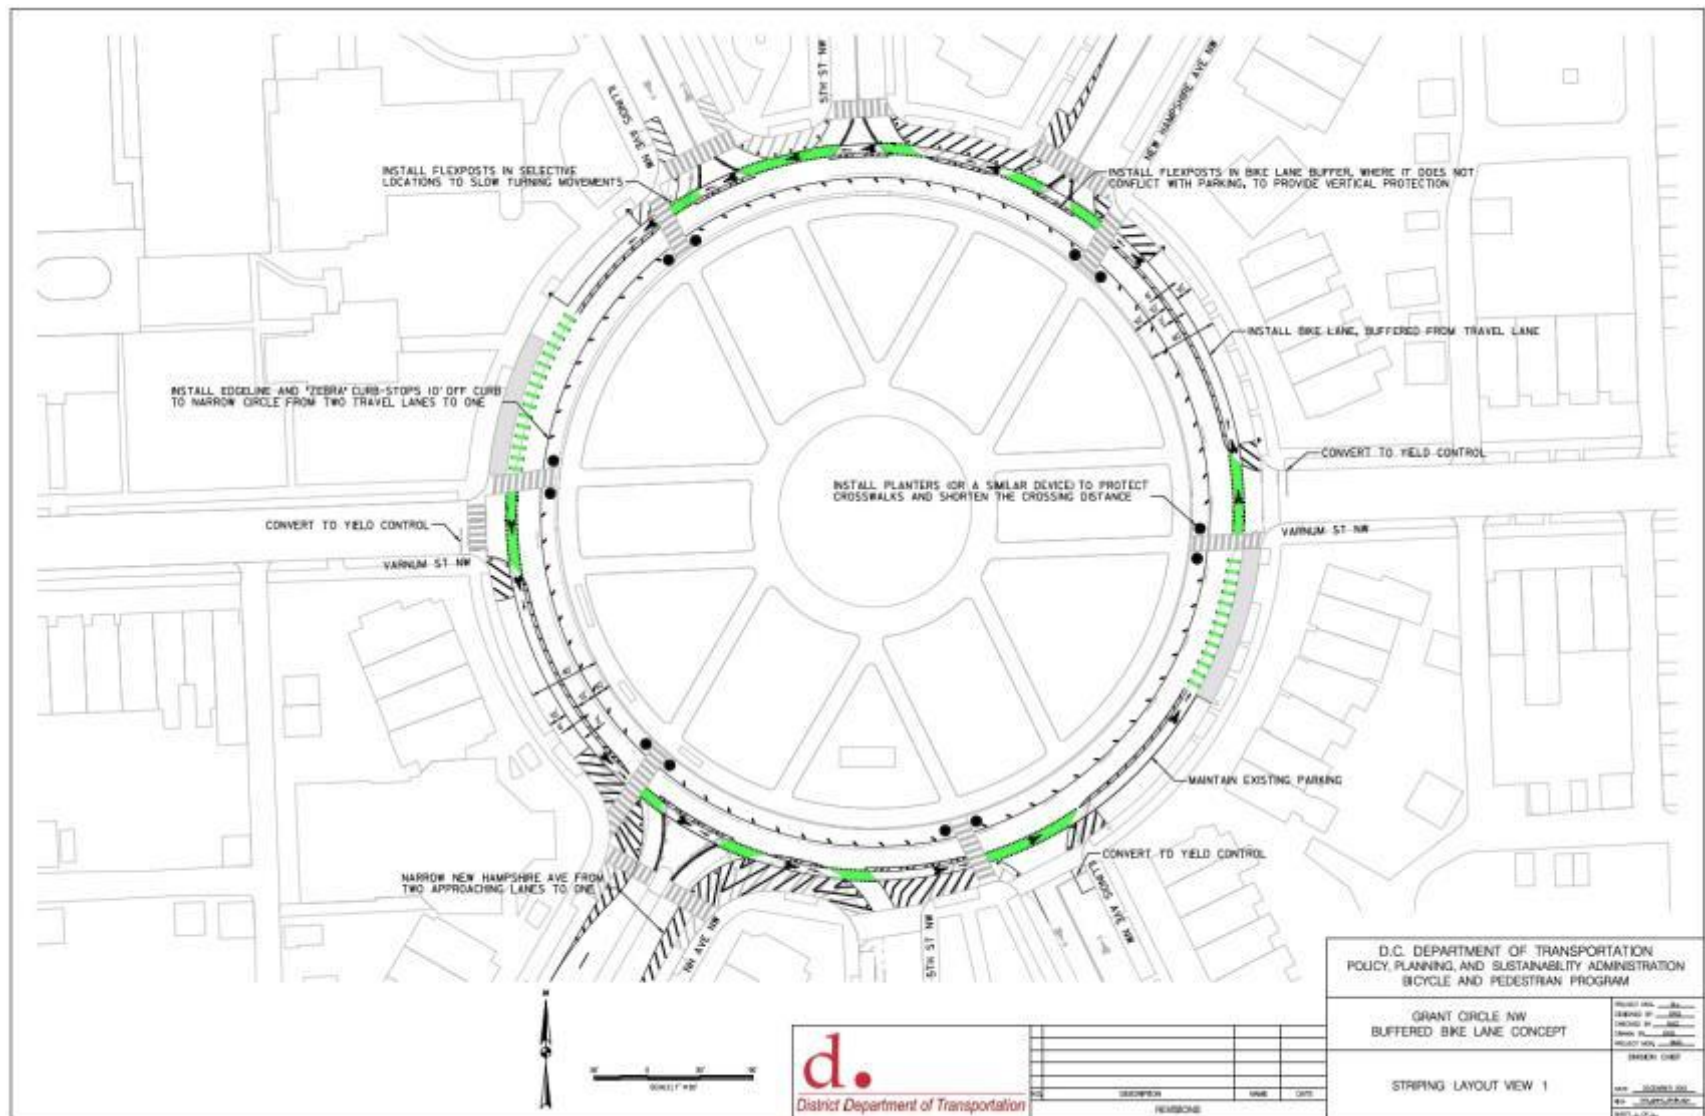 ILLINOIS AVE NW
5TH ST NW
NEW HAMPSHIRE AVE NW
INSTALL FLEXPOSTS IN SELECTIVE
LOCATIONS TO SLOW TURNING MOVEMENTS
INSTALL FLEXPOSTS IN BIKE LANE BUFFER, WHERE IT DOES NOT
CONFLICT WITH PARKING, TO PROVIDE VERTICAL PROTECTION
INSTALL BIKE LANE, BUFFERED FROM TRAVEL LANE
INSTALL EDGELINE AND "ZEBRA" CURB-STOPS 10' OFF CURB
TO NARROW CIRCLE FROM TWO TRAVEL LANES TO ONE
CONVERT TO YIELD CONTROL
INSTALL PLANTERS (OR A SIMILAR DEVICE) TO PROTECT
CROSSWALKS AND SHORTEN THE CROSSING DISTANCE
CONVERT TO YIELD CONTROL
VARNUM ST NW
VARNUM ST NW
MAINTAIN EXISTING PARKING
CONVERT TO YIELD CONTROL
NARROW NEW HAMPSHIRE AVE FROM
TWO APPROACHING LANES TO ONE
NH AVE NW
5TH ST NW
ILLINOIS AVE NW
D.C. DEPARTMENT OF TRANSPORTATION
POLICY, PLANNING, AND SUSTAINABILITY ADMINISTRATION
BICYCLE AND PEDESTRIAN PROGRAM
GRANT CIRCLE NW
BUFFERED BIKE LANE CONCEPT
STRIPING LAYOUT VIEW 1
d.
District Department of Transportation
DESCRIPTION NAME DATE
REVISIONS